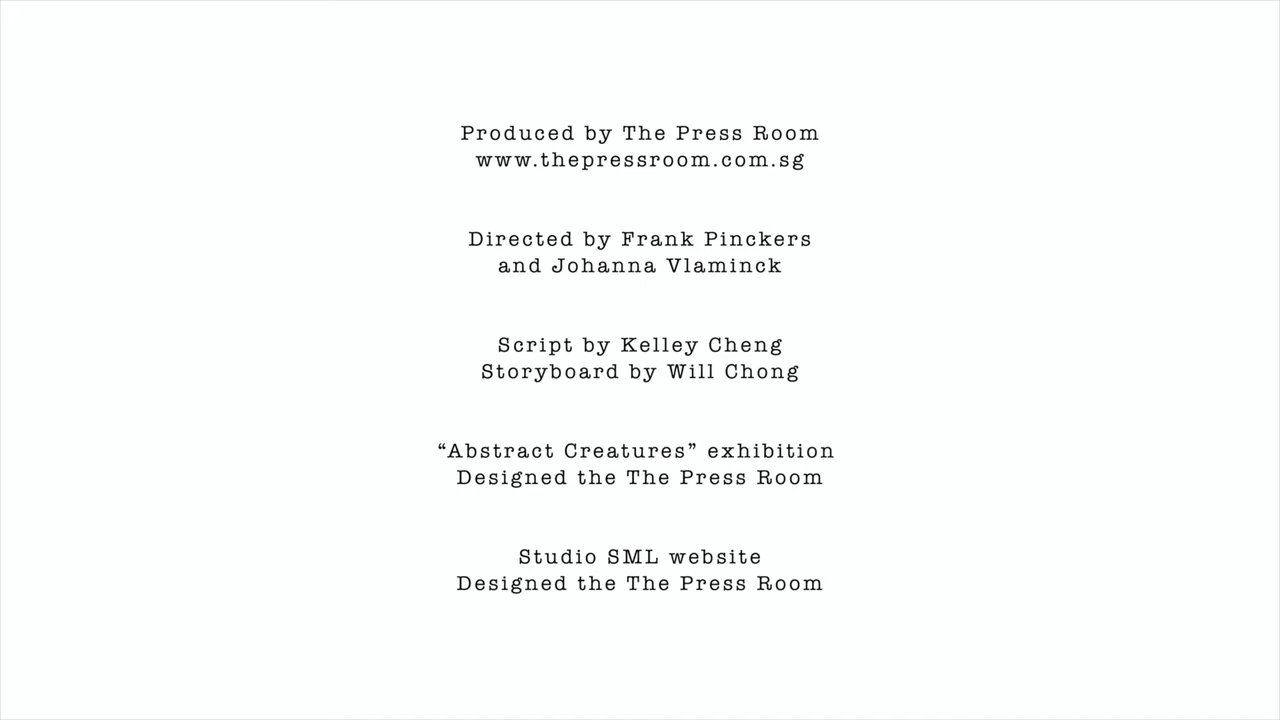 Produced by The Press Room
www.thepressroom.com.sg
Directed by Frank Pinckers
and Johanna Vlaminck
Script by Kelley Cheng
Storyboard by Will Chong
“Abstract Creatures” exhibition
Designed the The Press Room
Studio SML website
Designed the The Press Room